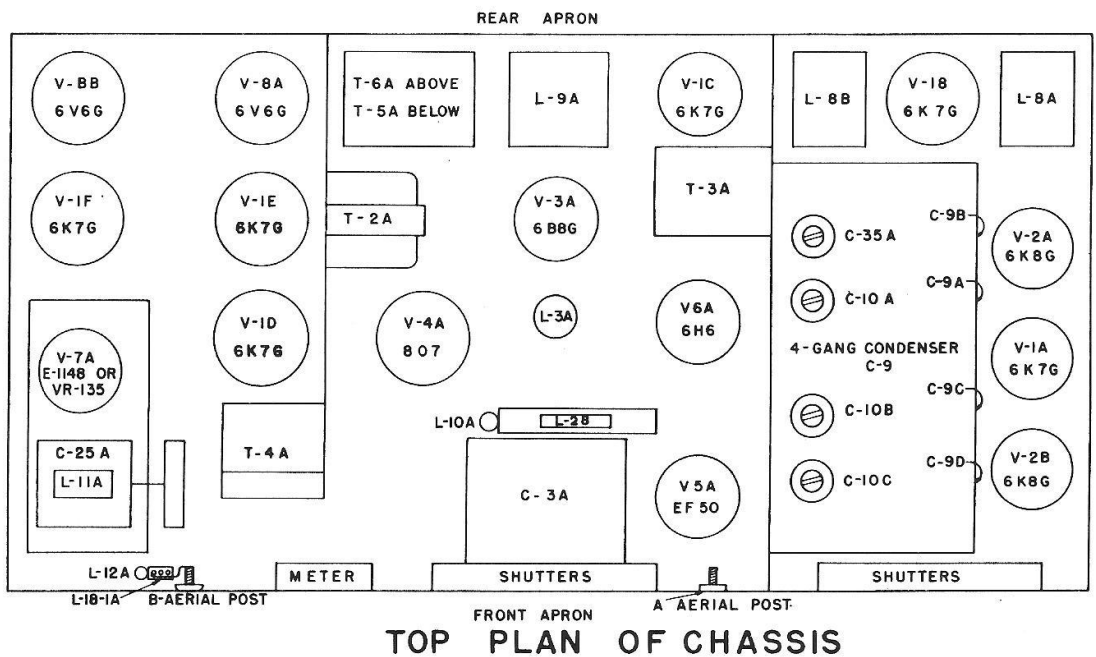 REAR APRON
V-BB
6V6G
V-8A
6V6G
T-6A ABOVE
T-5A BELOW
L-9A
V-1C
6K7G
L-8B
V-18
6K7G
L-8A
V-1F
6K7G
V-1E
6K7G
T-2A
V-3A
6B8G
T-3A
C-35A
C-9B
V-2A
6K8G
C-10A
C-9A
V-7A
E-1148 OR
VR-135
V-1D
6K7G
V-4A
807
L-3A
V6A
6H6
4-GANG CONDENSER
C-9
V-1A
6K7G
C-9C
C-10B
L-10A
L-28
C-25A
L-11A
T-4A
C-3A
V5A
EF50
C-10C
C-9D
V-2B
6K8G
L-12A
L-18-1A
B-AERIAL POST
METER
SHUTTERS
A AERIAL POST
SHUTTERS
FRONT APRON
TOP PLAN OF CHASSIS